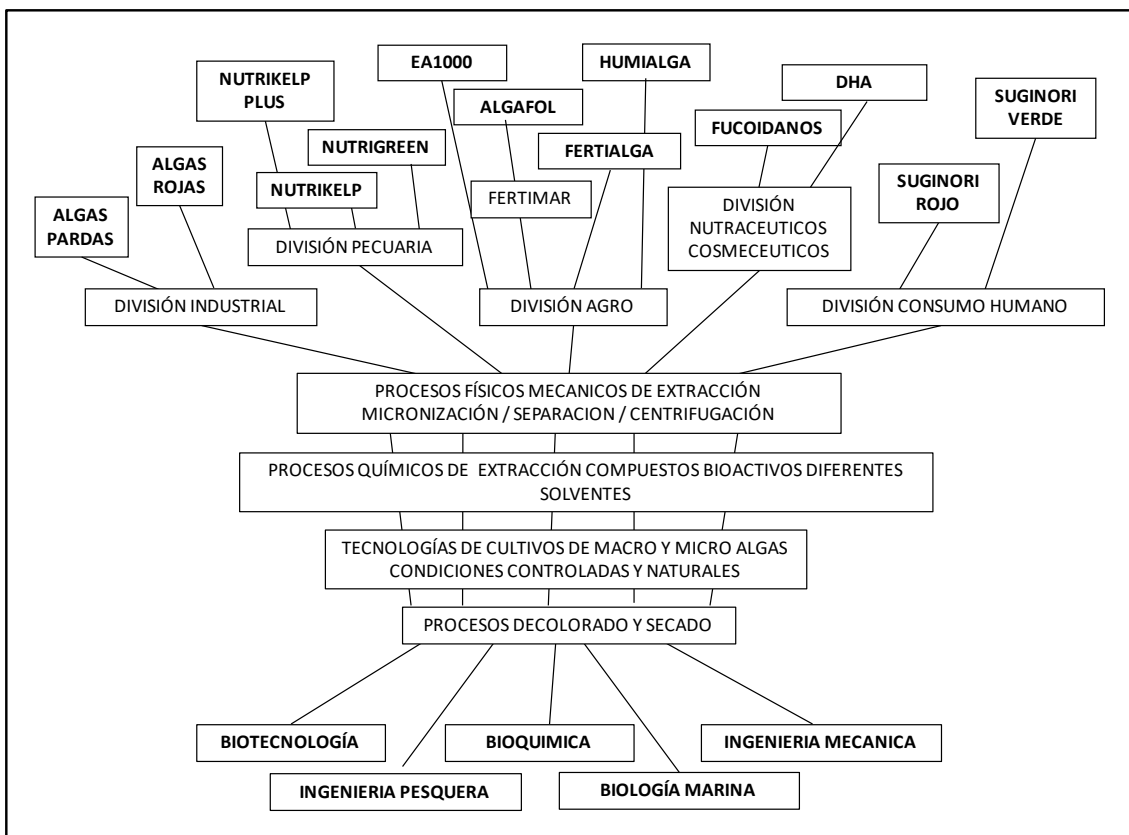 EA1000
HUMIALGA
DHA
NUTRIKELP
PLUS
SUGINORI
VERDE
ALGAFOL
FUCOIDANOS
NUTRIGREEN
FERTIALGA
ALGAS
ROJAS
SUGINORI
ROJO
NUTRIKELP
FERTIMAR
DIVISIÓN
NUTRACEUTICOS
COSMECEUTICOS
ALGAS
PARDAS
DIVISIÓN PECUARIA
DIVISIÓN INDUSTRIAL
DIVISIÓN AGRO
DIVISIÓN CONSUMO HUMANO
PROCESOS FÍSICOS MECANICOS DE EXTRACCIÓN
MICRONIZACIÓN / SEPARACION / CENTRIFUGACIÓN
PROCESOS QUÍMICOS DE EXTRACCIÓN COMPUESTOS BIOACTIVOS DIFERENTES
SOLVENTES
TECNOLOGÍAS DE CULTIVOS DE MACRO Y MICRO ALGAS
CONDICIONES CONTROLADAS Y NATURALES
PROCESOS DECOLORADO Y SECADO
BIOTECNOLOGÍA
BIOQUIMICA
INGENIERIA MECANICA
INGENIERIA PESQUERA
BIOLOGÍA MARINA